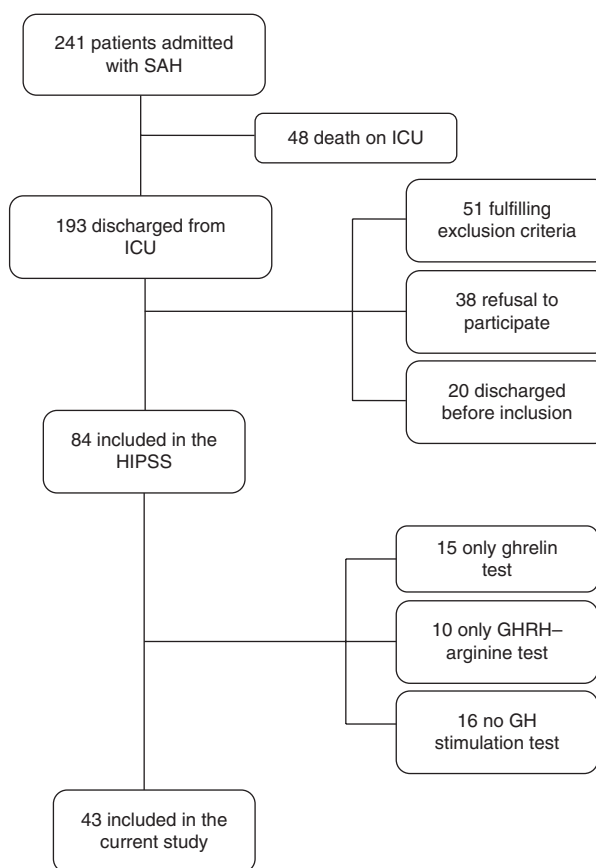 241 patients admitted
with SAH
48 death on ICU
193 discharged from
ICU
51 fulfilling
exclusion criteria
38 refusal to
participate
20 discharged
before inclusion
84 included in the
HIPSS
15 only ghrelin
test
10 only GHRH–
arginine test
16 no GH
stimulation test
43 included in the
current study